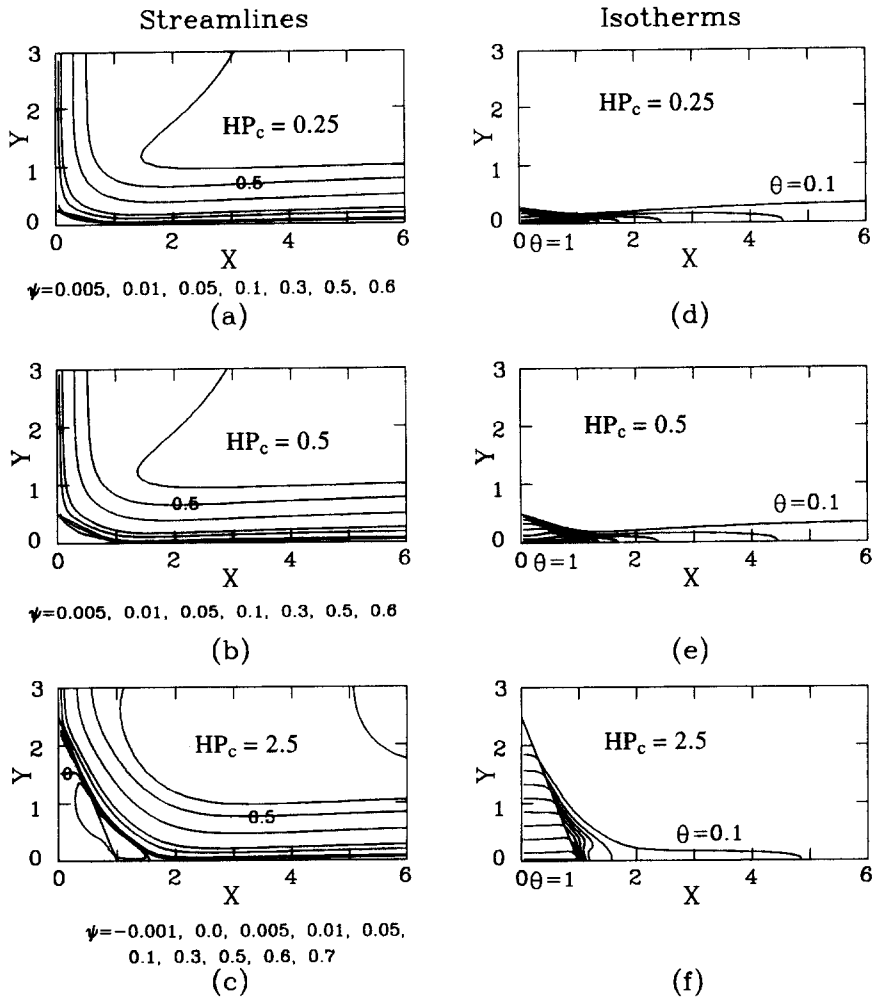 Streamlines
Isotherms
3
2
1
0
Y
HPc = 0.25
0.5
0 2 4 6
X
ψ=0.005, 0.01, 0.05, 0.1, 0.3, 0.5, 0.6
(a)
3
2
1
0
Y
HPc = 0.25
θ=0.1
0 θ=1 2 4 6
X
(d)
3
2
1
0
Y
HPc = 0.5
0.5
0 2 4 6
X
ψ=0.005, 0.01, 0.05, 0.1, 0.3, 0.5, 0.6
(b)
3
2
1
0
Y
HPc = 0.5
θ=0.1
0 θ=1 2 4 6
X
(e)
3
2
1
0
Y
HPc = 2.5
0
0.5
0 2 4 6
X
ψ=-0.001, 0.0, 0.005, 0.01, 0.05,
0.1, 0.3, 0.5, 0.6, 0.7
(c)
3
2
1
0
Y
HPc = 2.5
θ=0.1
0 θ=1 2 4 6
X
(f)